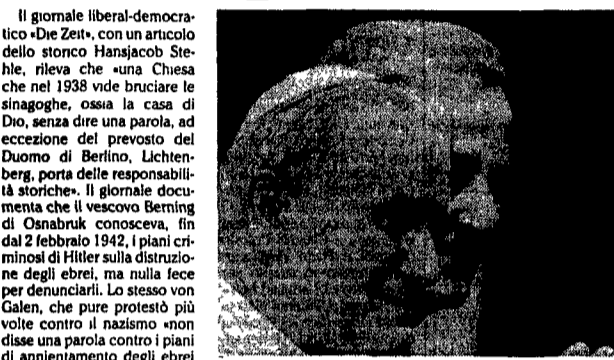 Il giornale liberal-democra-
tico «Die Zeit», con un articolo
dello storico Hansjacob Ste-
hle, rileva che «una Chiesa
che nel 1938 vide bruciare le
sinagoghe, ossia la casa di
Dio, senza dire una parola, ad
eccezione del prevosto del
Duomo di Berlino, Lichten-
berg, porta delle responsabili-
tà storiche». Il giornale docu-
menta che il vescovo Berning
di Osnabruk conosceva, fin
dal 2 febbraio 1942, i piani cri-
minosi di Hitler sulla distruzio-
ne degli ebrei, ma nulla fece
per denunciarli. Lo stesso von
Galen, che pure protestò più
volte contro il nazismo «non
disse una parola contro i piani
di annientamento degli ebrei